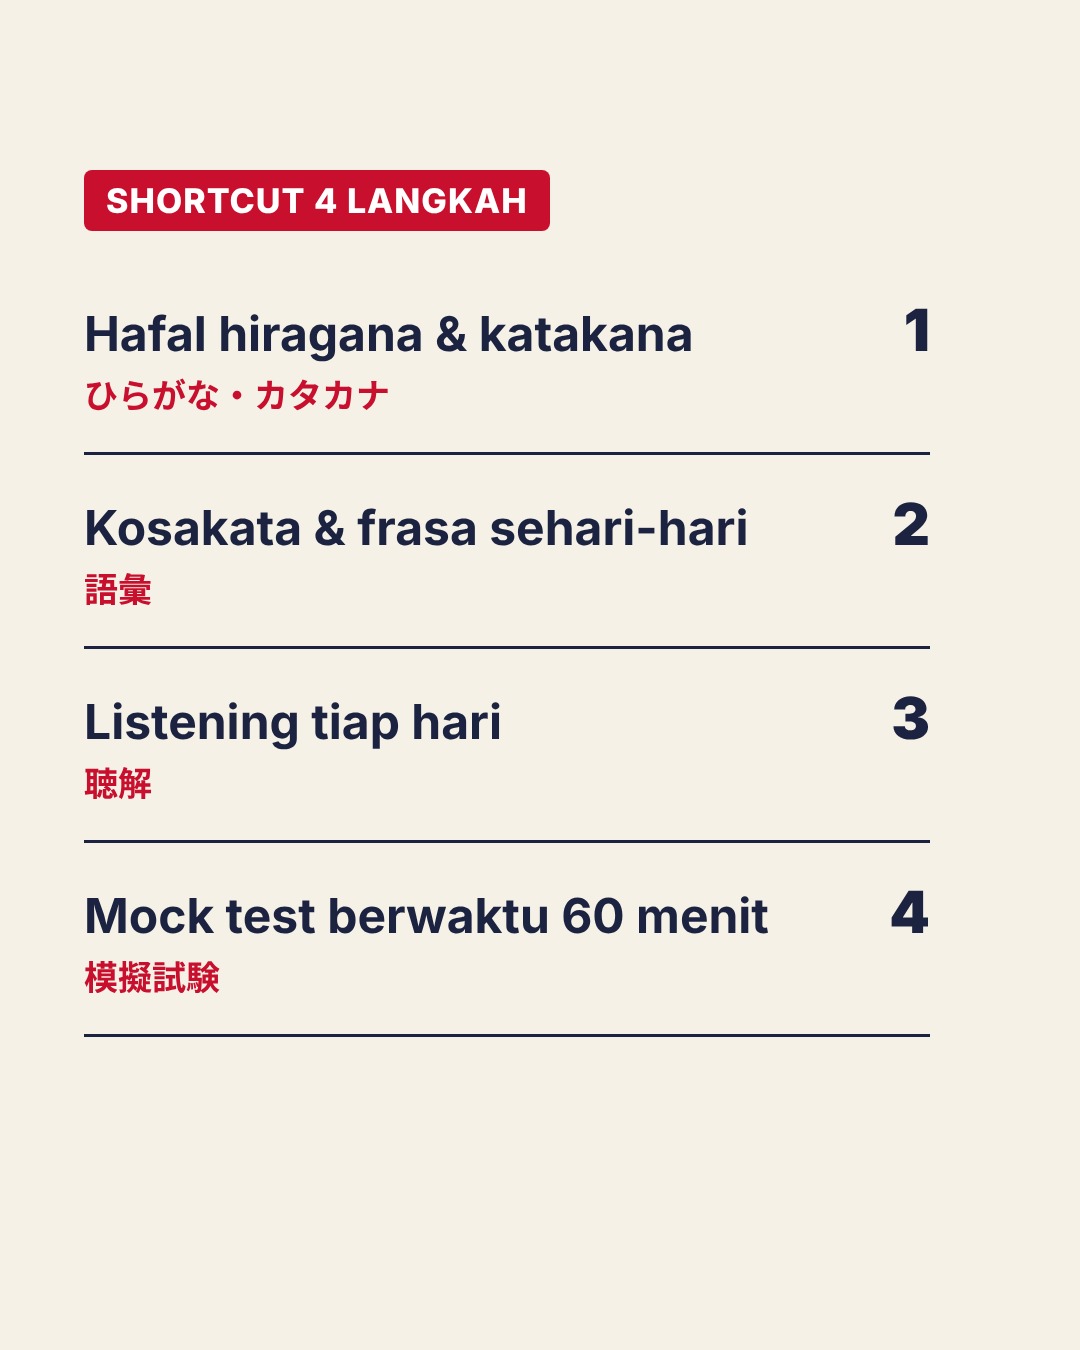 SHORTCUT 4 LANGKAH
Hafal hiragana & katakana 1
ひらがな・カタカナ
Kosakata & frasa sehari-hari 2
語彙
Listening tiap hari 3
聴解
Mock test berwaktu 60 menit 4
模擬試験